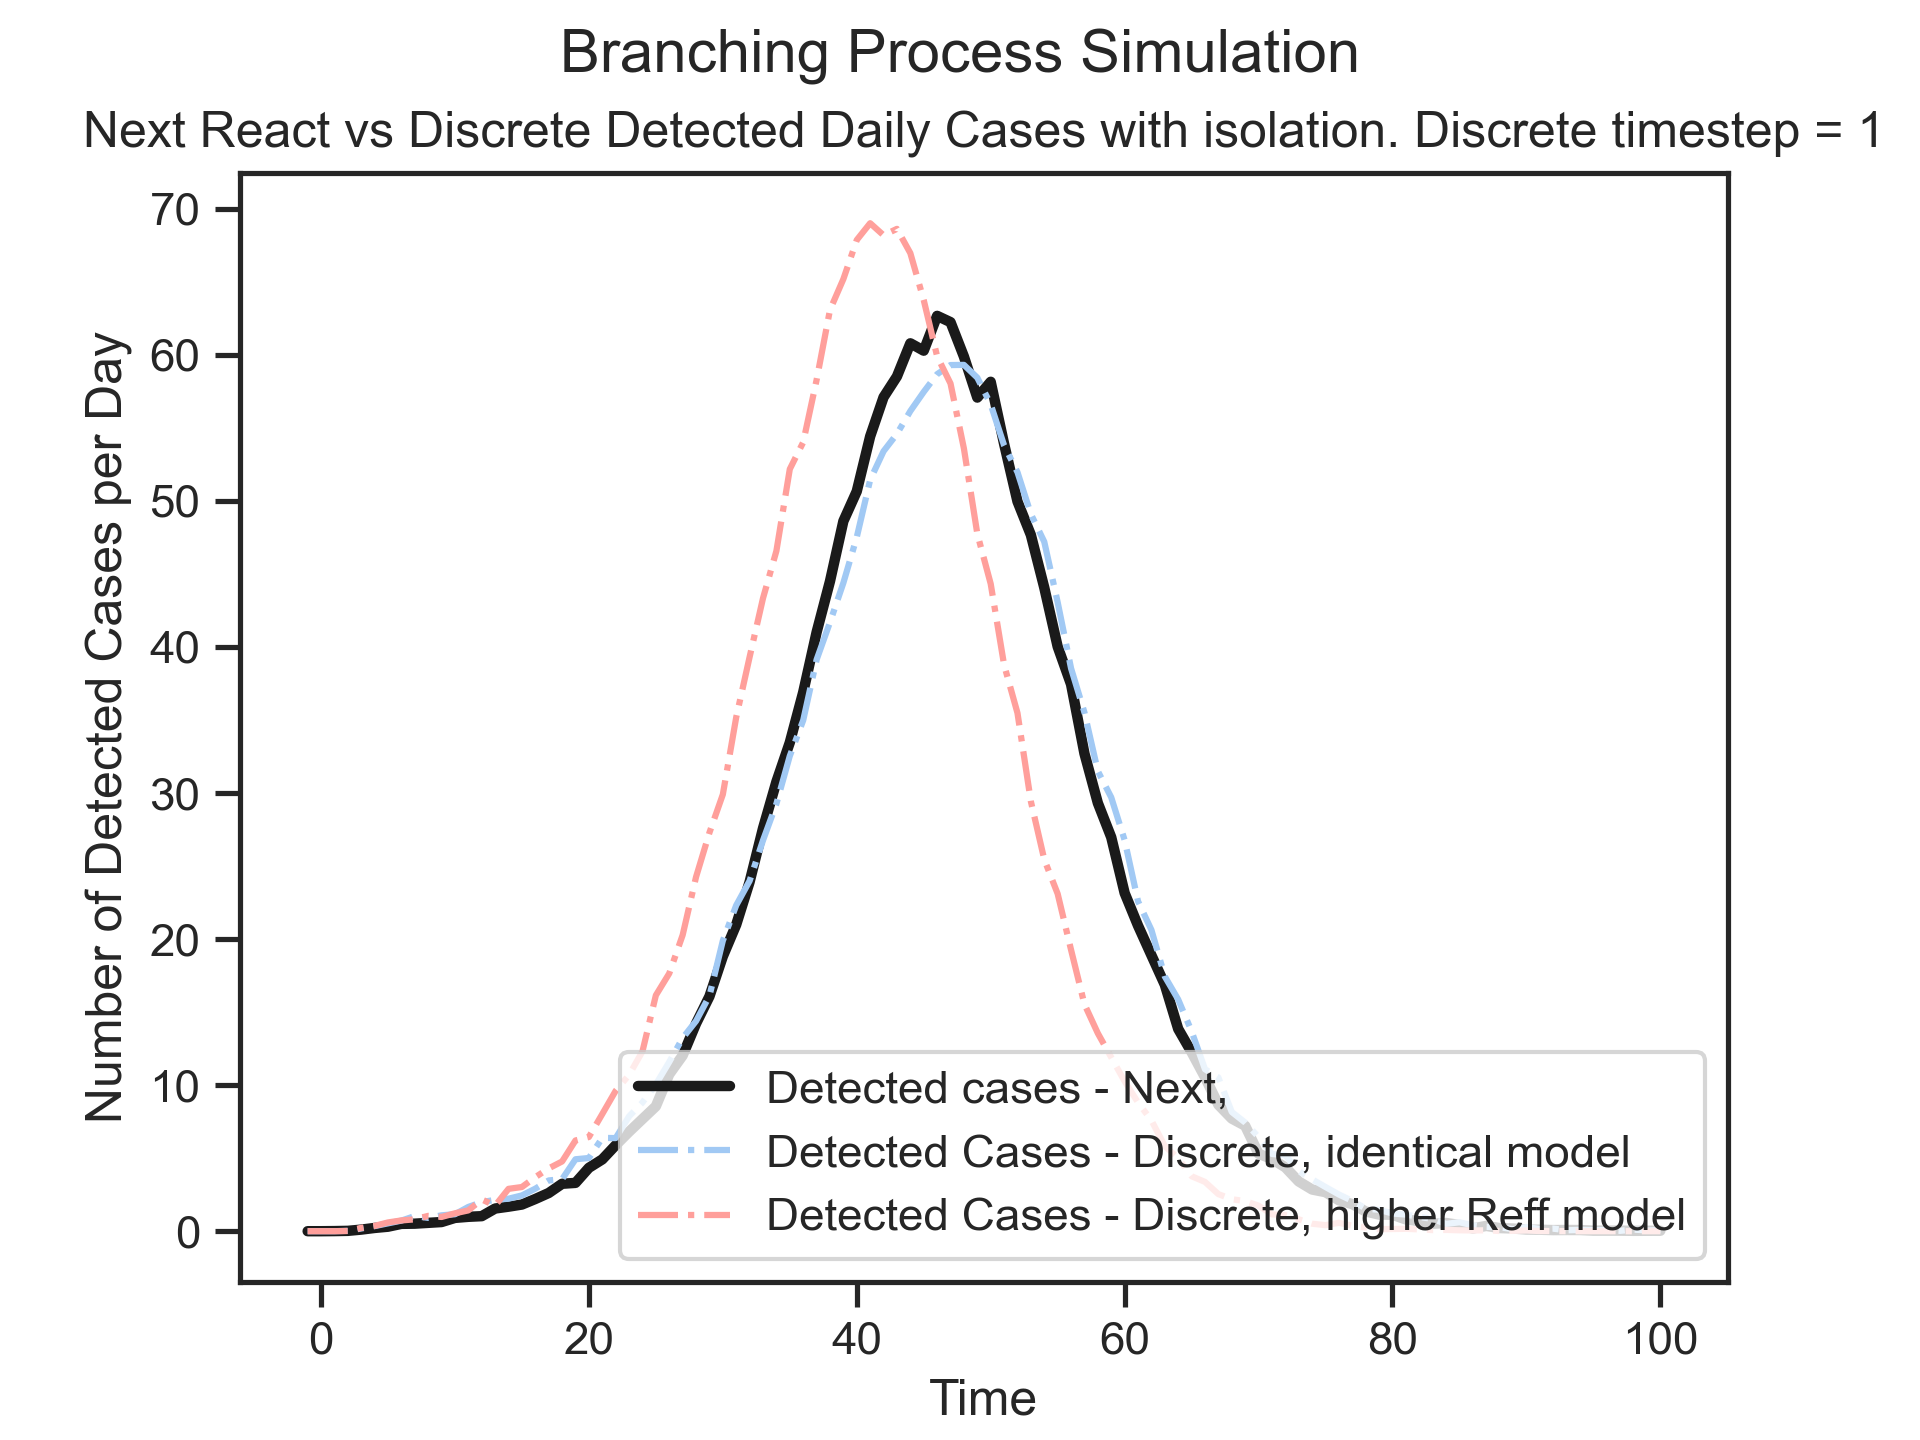 Branching Process Simulation
Next React vs Discrete Detected Daily Cases with isolation. Discrete timestep = 1
Number of Detected Cases per Day
70
60
50
40
30
20
10
0
Detected cases - Next,
Detected Cases - Discrete, identical model
Detected Cases - Discrete, higher Reff model
0
20
40
60
80
100
Time